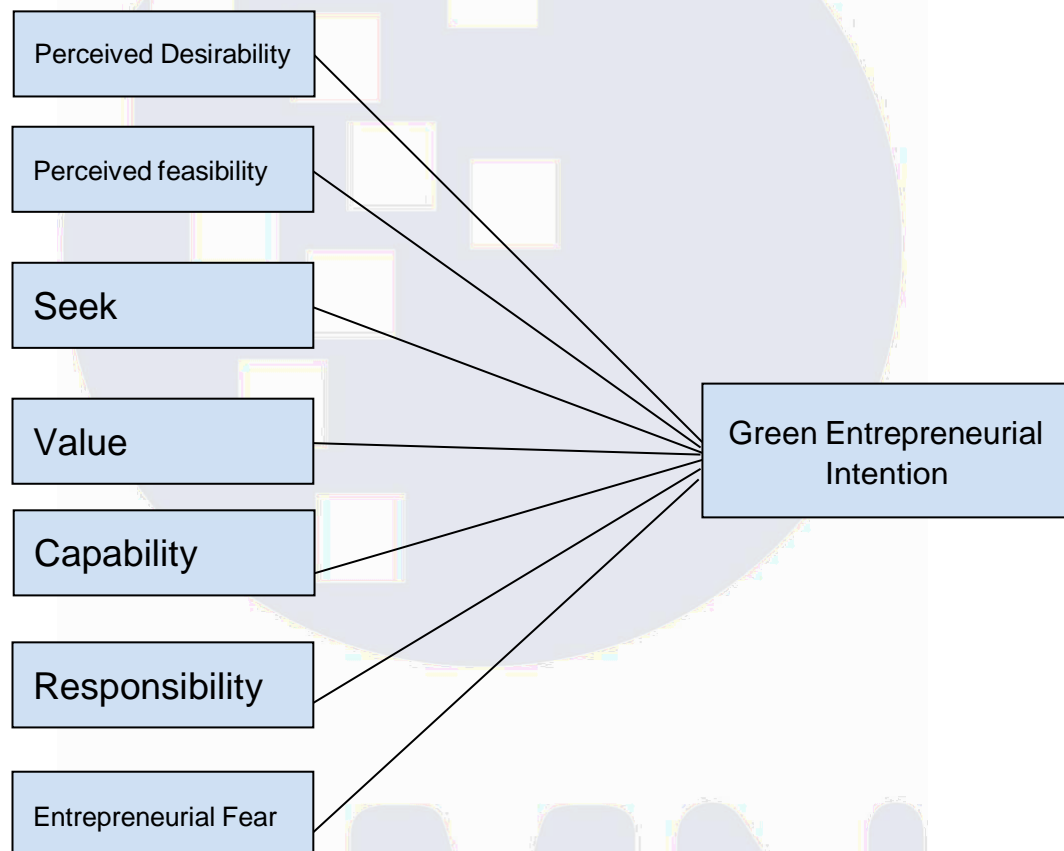 Perceived Desirability
Perceived feasibility
Seek
Value
Green Entrepreneurial
Intention
Capability
Responsibility
Entrepreneurial Fear